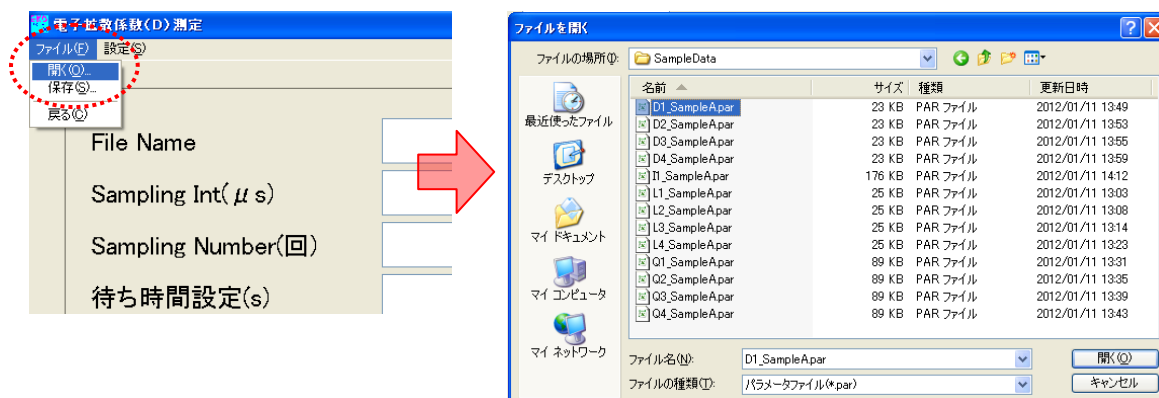 電子拡散係数(D)測定
ファイル(F) 設定(S)
開く(O)...
保存(S)...
戻る(C)
File Name
Sampling Int(μs)
Sampling Number(回)
待ち時間設定(s)
ファイルを開く
ファイルの場所(I): SampleData
最近使ったファイル
デスクトップ
マイ ドキュメント
マイ コンピュータ
マイ ネットワーク
名前 サイズ 種類 更新日時
D1_SampleA.par 23 KB PAR ファイル 2012/01/11 13:49
D2_SampleA.par 23 KB PAR ファイル 2012/01/11 13:53
D3_SampleA.par 23 KB PAR ファイル 2012/01/11 13:55
D4_SampleA.par 23 KB PAR ファイル 2012/01/11 13:59
I1_SampleA.par 176 KB PAR ファイル 2012/01/11 14:12
L1_SampleA.par 25 KB PAR ファイル 2012/01/11 13:03
L2_SampleA.par 25 KB PAR ファイル 2012/01/11 13:08
L3_SampleA.par 25 KB PAR ファイル 2012/01/11 13:14
L4_SampleA.par 25 KB PAR ファイル 2012/01/11 13:23
Q1_SampleA.par 89 KB PAR ファイル 2012/01/11 13:31
Q2_SampleA.par 89 KB PAR ファイル 2012/01/11 13:35
Q3_SampleA.par 89 KB PAR ファイル 2012/01/11 13:39
Q4_SampleA.par 89 KB PAR ファイル 2012/01/11 13:43
ファイル名(N): D1_SampleA.par 開く(O)
ファイルの種類(T): パラメータファイル(*.par) キャンセル